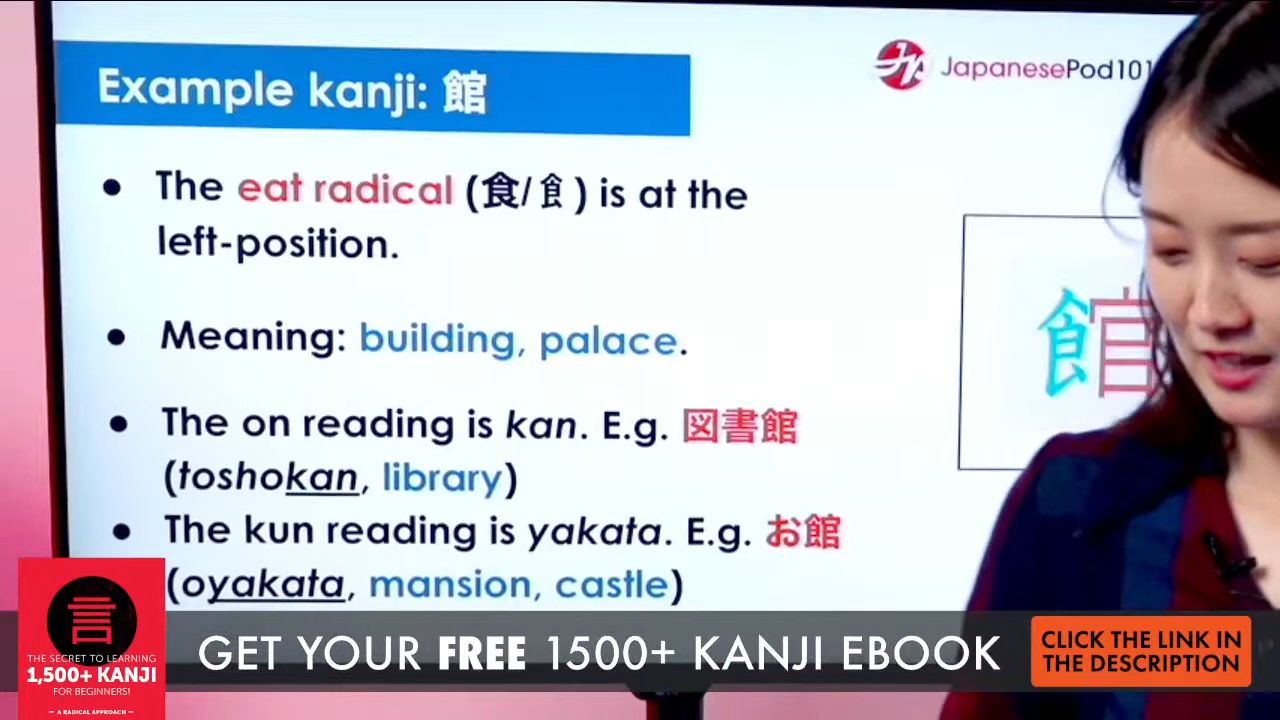 Example kanji: 館
JapanesePod101
● The eat radical (食/飠) is at the
left-position.
● Meaning: building, palace.
● The on reading is kan. E.g. 図書館
(toshokan, library)
● The kun reading is yakata. E.g. お館
(oyakata, mansion, castle)
館
言
THE SECRET TO LEARNING
1,500+ KANJI
FOR BEGINNERS!
— A RADICAL APPROACH —
GET YOUR FREE 1500+ KANJI EBOOK
CLICK THE LINK IN
THE DESCRIPTION